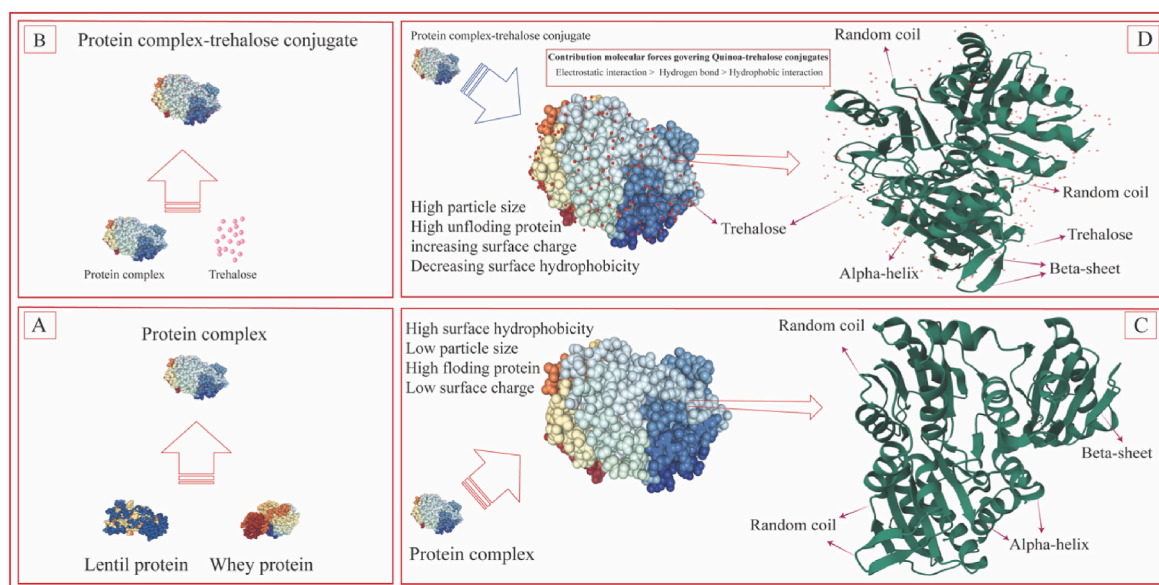 B
Protein complex-trehalose conjugate
Protein complex
Trehalose
A
Protein complex
Lentil protein
Whey protein
Protein complex-trehalose conjugate
Contribution molecular forces govering Quinoa-trehalose conjugates
Electrostatic interaction > Hydrogen bond > Hydrophobic interaction
High particle size
High unfloding protein
increasing surface charge
Decreasing surface hydrophobicity
Trehalose
Random coil
D
Random coil
Trehalose
Alpha-helix
Beta-sheet
High surface hydrophobicity
Low particle size
High floding protein
Low surface charge
Protein complex
Random coil
C
Beta-sheet
Random coil
Alpha-helix